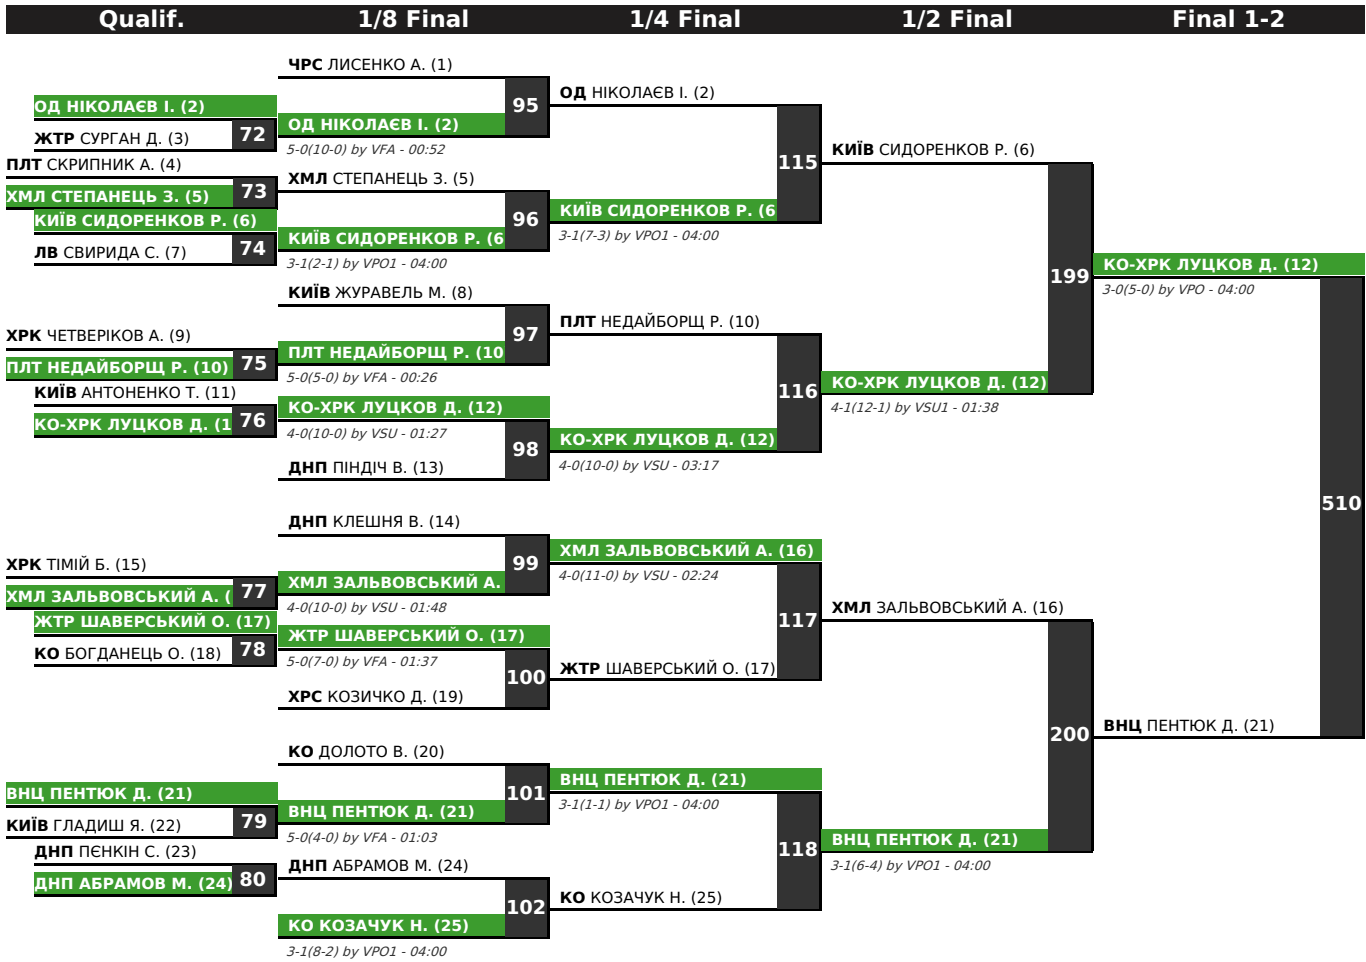 Qualif.
1/8 Final
1/4 Final
1/2 Final
Final 1-2
ОД НІКОЛАЄВ І. (2)
ЖТР СУРГАН Д. (3)
72
ПЛТ СКРИПНИК А. (4)
ХМЛ СТЕПАНЕЦЬ З. (5)
73
КИЇВ СИДОРЕНКОВ Р. (6)
ЛВ СВИРИДА С. (7)
74
ХРК ЧЕТВЕРІКОВ А. (9)
ПЛТ НЕДАЙБОРЩ Р. (10)
75
КИЇВ АНТОНЕНКО Т. (11)
КО-ХРК ЛУЦКОВ Д. (1
76
ХРК ТІМІЙ Б. (15)
ХМЛ ЗАЛЬВОВСЬКИЙ А. (
77
ЖТР ШАВЕРСЬКИЙ О. (17)
КО БОГДАНЕЦЬ О. (18)
78
ВНЦ ПЕНТЮК Д. (21)
КИЇВ ГЛАДИШ Я. (22)
79
ДНП ПЄНКІН С. (23)
ДНП АБРАМОВ М. (24)
80
ЧРС ЛИСЕНКО А. (1)
95
ОД НІКОЛАЄВ І. (2)
5-0(10-0) by VFA - 00:52
ХМЛ СТЕПАНЕЦЬ З. (5)
96
КИЇВ СИДОРЕНКОВ Р. (6
3-1(2-1) by VPO1 - 04:00
КИЇВ ЖУРАВЕЛЬ М. (8)
97
ПЛТ НЕДАЙБОРЩ Р. (10
5-0(5-0) by VFA - 00:26
КО-ХРК ЛУЦКОВ Д. (12)
4-0(10-0) by VSU - 01:27
98
ДНП ПІНДІЧ В. (13)
ДНП КЛЕШНЯ В. (14)
99
ХМЛ ЗАЛЬВОВСЬКИЙ А.
4-0(10-0) by VSU - 01:48
ЖТР ШАВЕРСЬКИЙ О. (17)
5-0(7-0) by VFA - 01:37
100
ХРС КОЗИЧКО Д. (19)
КО ДОЛОТО В. (20)
101
ВНЦ ПЕНТЮК Д. (21)
5-0(4-0) by VFA - 01:03
ДНП АБРАМОВ М. (24)
102
КО КОЗАЧУК Н. (25)
3-1(8-2) by VPO1 - 04:00
ОД НІКОЛАЄВ І. (2)
115
КИЇВ СИДОРЕНКОВ Р. (6
3-1(7-3) by VPO1 - 04:00
ПЛТ НЕДАЙБОРЩ Р. (10)
116
КО-ХРК ЛУЦКОВ Д. (12)
4-0(10-0) by VSU - 03:17
ХМЛ ЗАЛЬВОВСЬКИЙ А. (16)
4-0(11-0) by VSU - 02:24
117
ЖТР ШАВЕРСЬКИЙ О. (17)
ВНЦ ПЕНТЮК Д. (21)
3-1(1-1) by VPO1 - 04:00
118
КО КОЗАЧУК Н. (25)
КИЇВ СИДОРЕНКОВ Р. (6)
199
КО-ХРК ЛУЦКОВ Д. (12)
4-1(12-1) by VSU1 - 01:38
ХМЛ ЗАЛЬВОВСЬКИЙ А. (16)
200
ВНЦ ПЕНТЮК Д. (21)
3-1(6-4) by VPO1 - 04:00
КО-ХРК ЛУЦКОВ Д. (12)
3-0(5-0) by VPO - 04:00
510
ВНЦ ПЕНТЮК Д. (21)